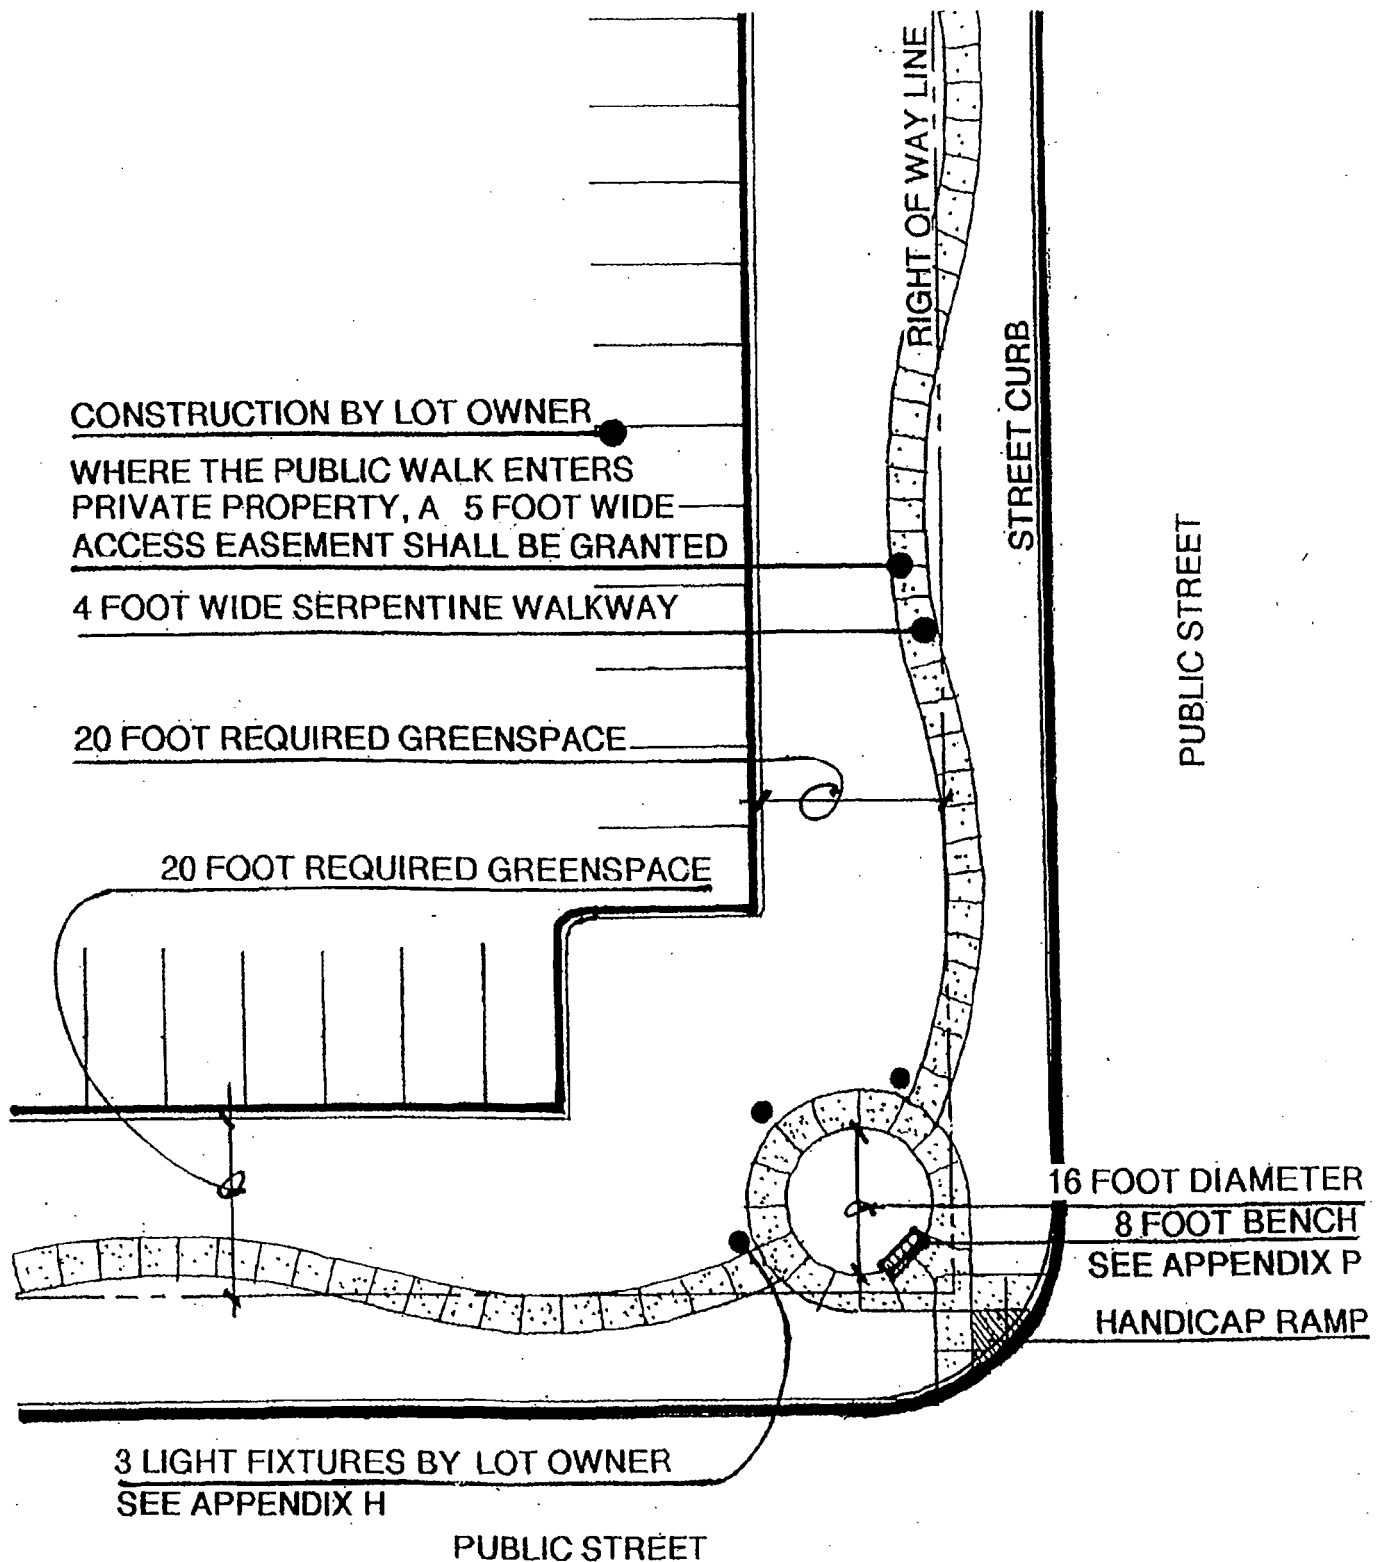 RIGHT OF WAY LINE
STREET CURB
PUBLIC STREET
CONSTRUCTION BY LOT OWNER
WHERE THE PUBLIC WALK ENTERS
PRIVATE PROPERTY, A 5 FOOT WIDE
ACCESS EASEMENT SHALL BE GRANTED
4 FOOT WIDE SERPENTINE WALKWAY
20 FOOT REQUIRED GREENSPACE
20 FOOT REQUIRED GREENSPACE
16 FOOT DIAMETER
8 FOOT BENCH
SEE APPENDIX P
HANDICAP RAMP
3 LIGHT FIXTURES BY LOT OWNER
SEE APPENDIX H
PUBLIC STREET